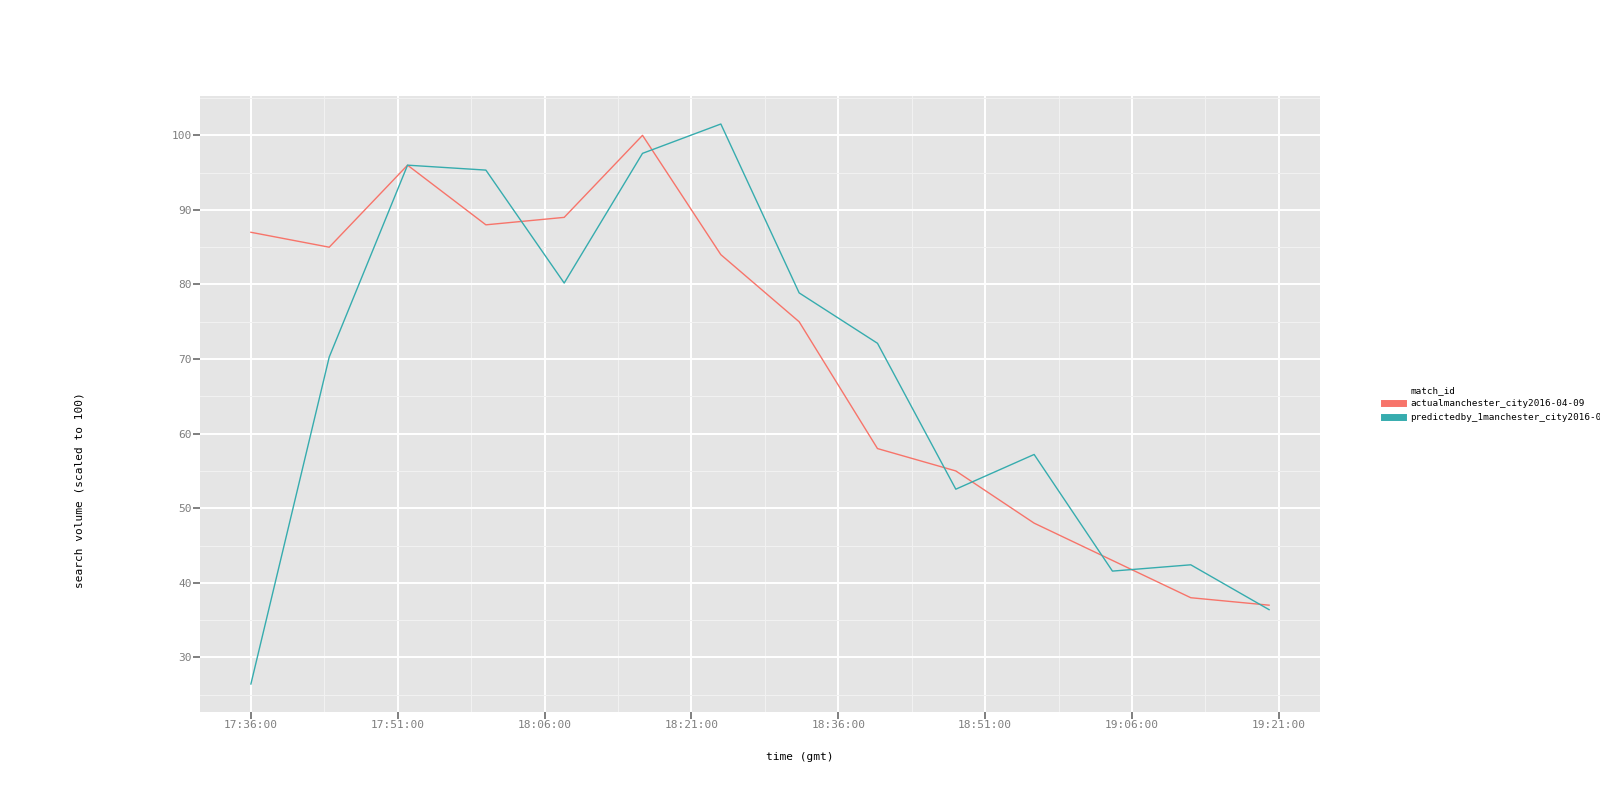 100
90
80
70
60
50
40
30
search volume (scaled to 100)
17:36:00 17:51:00 18:06:00 18:21:00 18:36:00 18:51:00 19:06:00 19:21:00
time (gmt)
match_id
actualmanchester_city2016-04-09
predictedby_1manchester_city2016-0